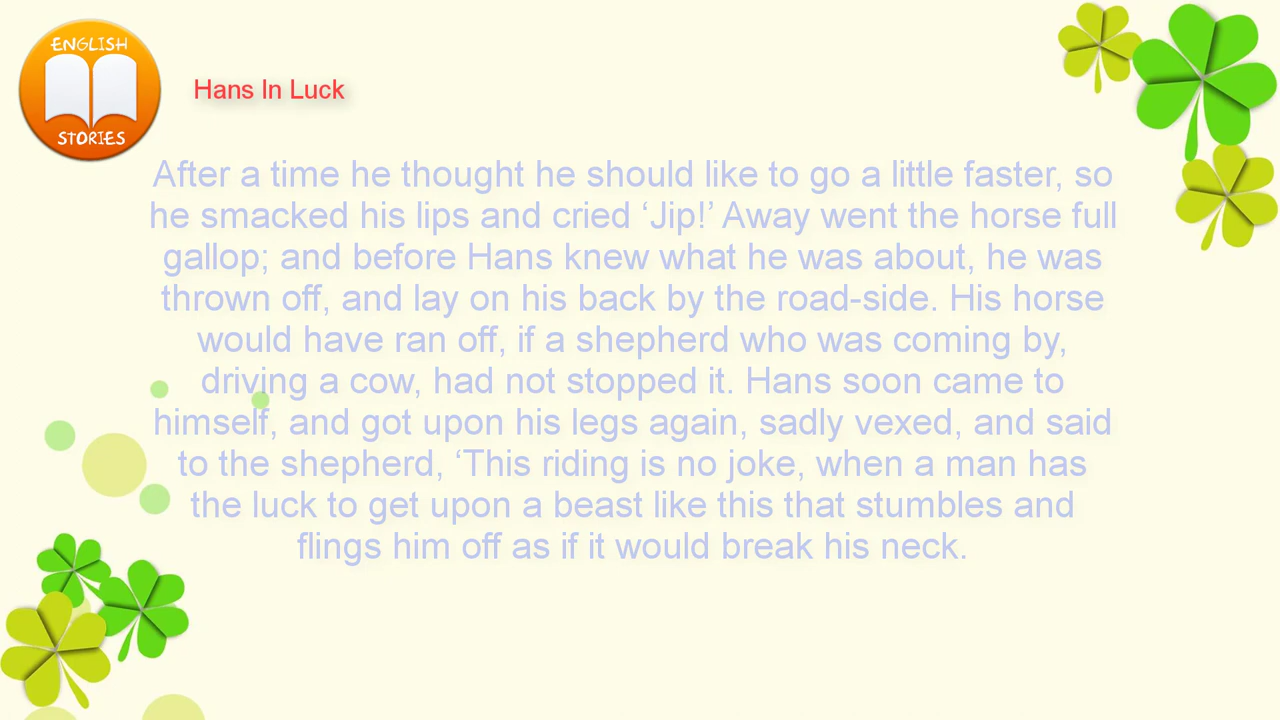 ENGLISH
STORIES
Hans In Luck
After a time he thought he should like to go a little faster, so
he smacked his lips and cried ‘Jip!’ Away went the horse full
gallop; and before Hans knew what he was about, he was
thrown off, and lay on his back by the road-side. His horse
would have ran off, if a shepherd who was coming by,
driving a cow, had not stopped it. Hans soon came to
himself, and got upon his legs again, sadly vexed, and said
to the shepherd, ‘This riding is no joke, when a man has
the luck to get upon a beast like this that stumbles and
flings him off as if it would break his neck.